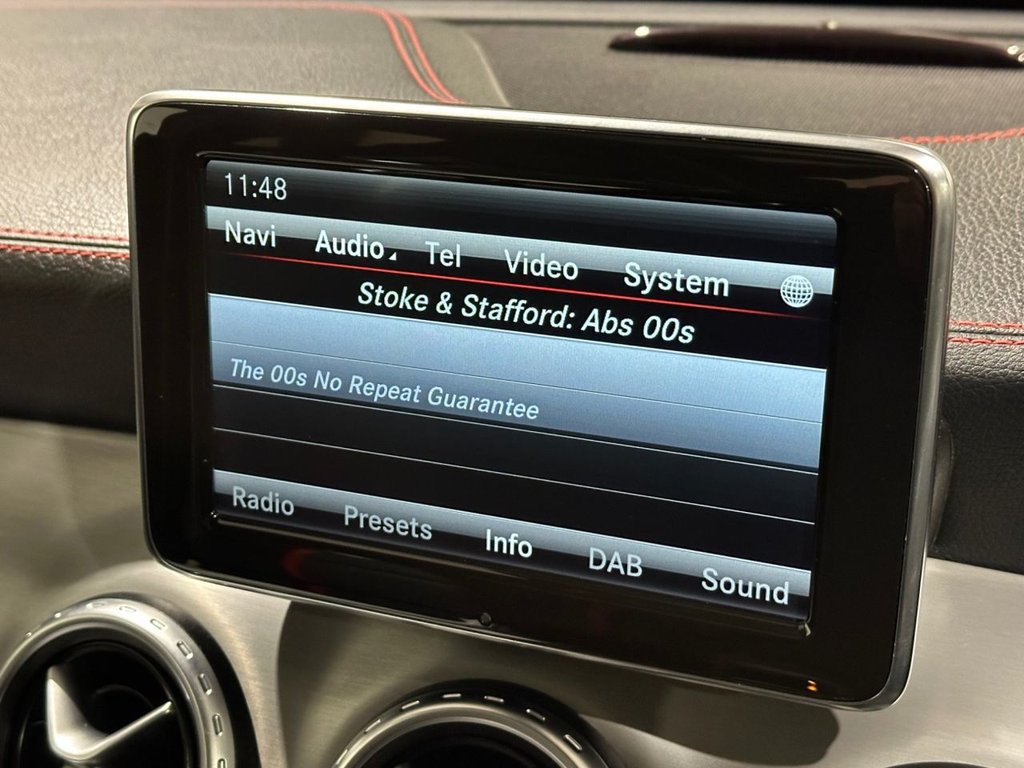 11:48
Navi Audio Tel Video System
Stoke & Stafford: Abs 00s
The 00s No Repeat Guarantee
Radio Presets Info DAB Sound